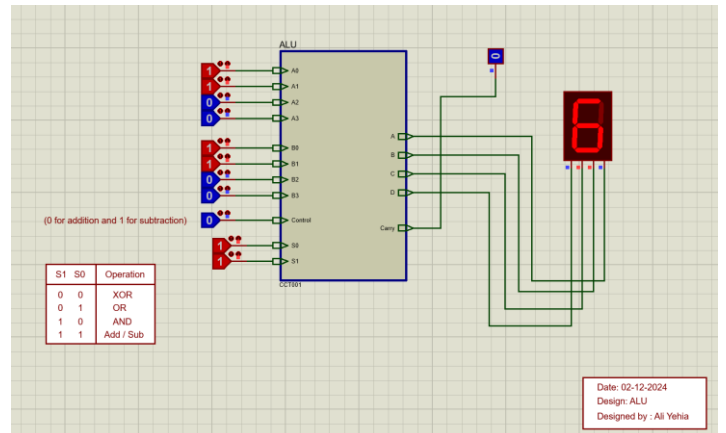 ALU
1 A0
1 A1
0 A2
0 A3
1 B0
1 B1
0 B2
0 B3
(0 for addition and 1 for subtraction) 0 Control
1 S0
1 S1
CCT001
A
B
C
D
Carry
0
6
S1 S0 Operation
0 0 XOR
0 1 OR
1 0 AND
1 1 Add / Sub
Date: 02-12-2024
Design: ALU
Designed by : Ali Yehia